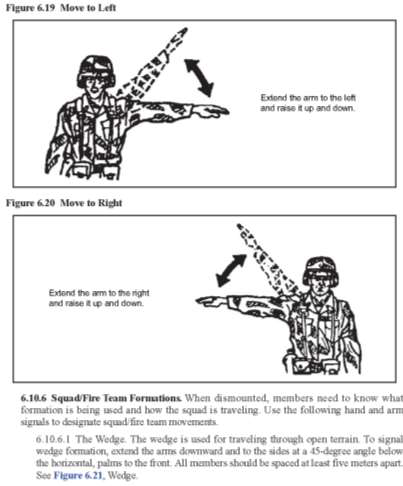 Figure 6.19 Move to Left
Extend the arm to the left
and raise it up and down.
Figure 6.20 Move to Right
Extend the arm to the right
and raise it up and down.
6.10.6 Squad/Fire Team Formations. When dismounted, members need to know what
formation is being used and how the squad is traveling. Use the following hand and arm
signals to designate squad/fire team movements.
6.10.6.1 The Wedge. The wedge is used for traveling through open terrain. To signal
wedge formation, extend the arms downward and to the sides at a 45-degree angle below
the horizontal, palms to the front. All members should be spaced at least five meters apart.
See Figure 6.21, Wedge.